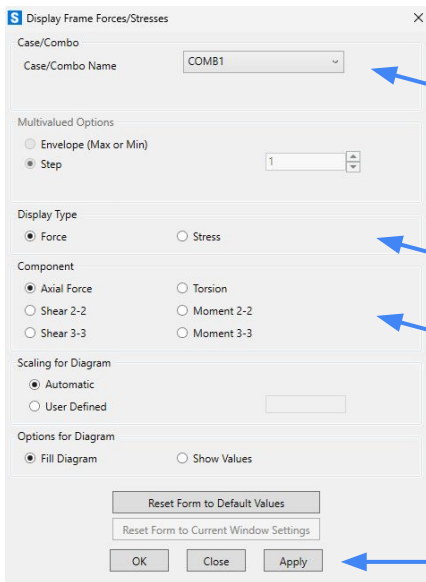 S Display Frame Forces/Stresses
Case/Combo
Case/Combo Name COMB1
Multivalued Options
Envelope (Max or Min)
Step 1
Display Type
Force Stress
Component
Axial Force Torsion
Shear 2-2 Moment 2-2
Shear 3-3 Moment 3-3
Scaling for Diagram
Automatic
User Defined
Options for Diagram
Fill Diagram Show Values
Reset Form to Default Values
Reset Form to Current Window Settings
OK Close Apply